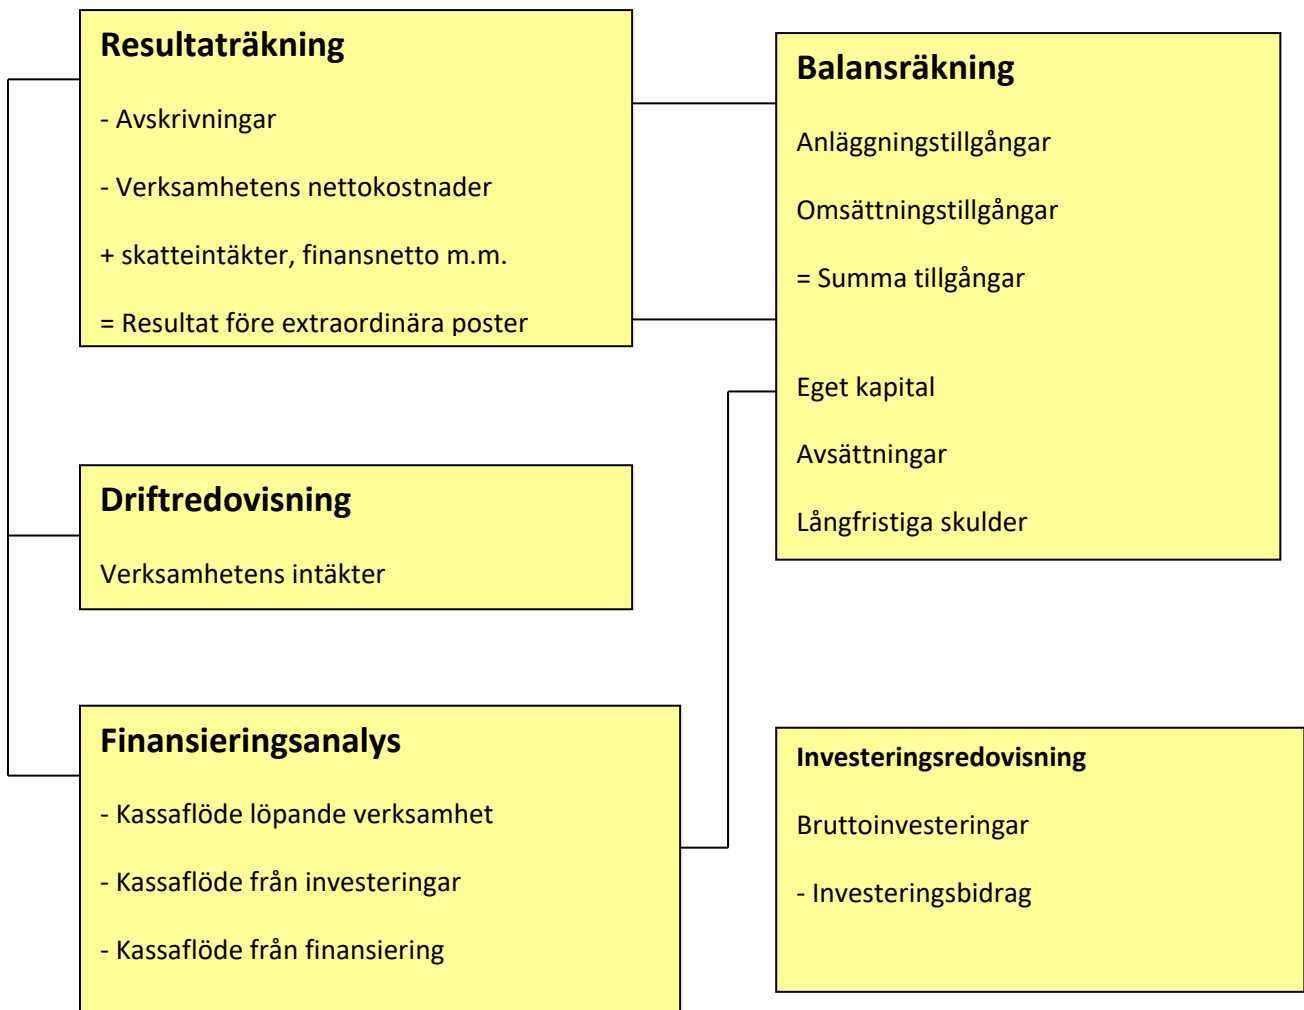 Resultaträkning
- Avskrivningar
- Verksamhetens nettokostnader
+ skatteintäkter, finansnetto m.m.
= Resultat före extraordinära poster
Balansräkning
Anläggningstillgångar
Omsättningstillgångar
= Summa tillgångar
Eget kapital
Avsättningar
Långfristiga skulder
Driftredovisning
Verksamhetens intäkter
Finansieringsanalys
- Kassaflöde löpande verksamhet
- Kassaflöde från investeringar
- Kassaflöde från finansiering
Investeringsredovisning
Bruttoinvesteringar
- Investeringsbidrag